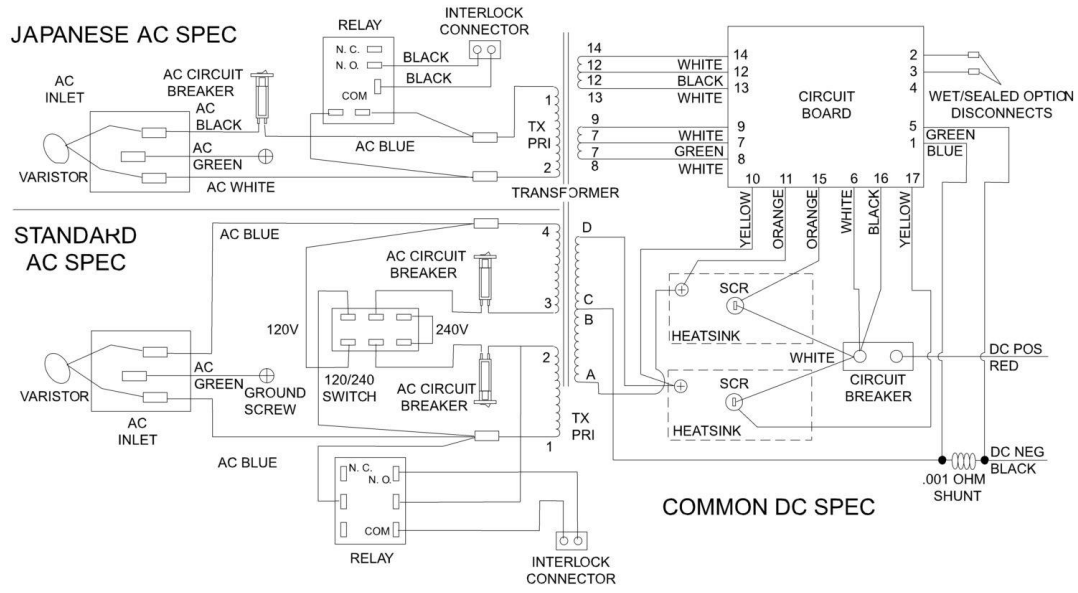 JAPANESE AC SPEC
AC
INLET
AC CIRCUIT
BREAKER
AC
BLACK
AC
GREEN
AC WHITE
VARISTOR
RELAY
N. C.
N. O.
COM
INTERLOCK
CONNECTOR
BLACK
BLACK
AC BLUE
1
TX
PRI
2
TRANSFORMER
14
12
12
13
9
7
7
8
WHITE
BLACK
WHITE
WHITE
GREEN
WHITE
14
12
13
9
7
8
CIRCUIT
BOARD
2
3
4
5
1
WET/SEALED OPTION
DISCONNECTS
GREEN
BLUE
10
11
15
6
16
17
YELLOW
ORANGE
ORANGE
WHITE
BLACK
YELLOW
STANDARD
AC SPEC
AC BLUE
AC CIRCUIT
BREAKER
4
3
120V
240V
120/240
SWITCH
AC CIRCUIT
BREAKER
2
TX
PRI
1
VARISTOR
AC
GREEN
GROUND
SCREW
AC
INLET
AC BLUE
N. C.
N. O.
COM
RELAY
INTERLOCK
CONNECTOR
D
C
B
A
SCR
HEATSINK
SCR
HEATSINK
WHITE
CIRCUIT
BREAKER
DC POS
RED
DC NEG
BLACK
.001 OHM
SHUNT
COMMON DC SPEC